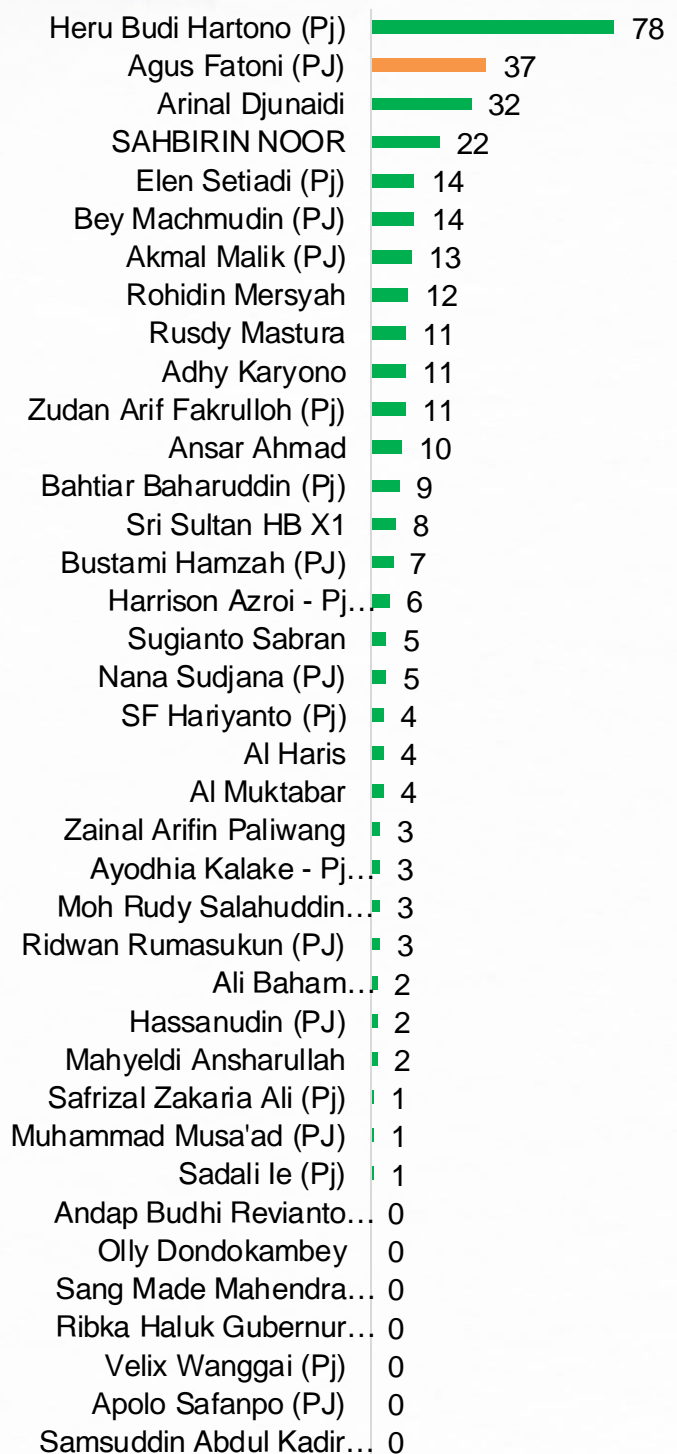 Heru Budi Hartono (Pj) 78
Agus Fatoni (PJ) 37
Arinal Djunaidi 32
SAHBIRIN NOOR 22
Elen Setiadi (Pj) 14
Bey Machmudin (PJ) 14
Akmal Malik (PJ) 13
Rohidin Mersyah 12
Rusdy Mastura 11
Adhy Karyono 11
Zudan Arif Fakrulloh (Pj) 11
Ansar Ahmad 10
Bahtiar Baharuddin (Pj) 9
Sri Sultan HB X1 8
Bustami Hamzah (PJ) 7
Harrison Azroi - Pj... 6
Sugianto Sabran 5
Nana Sudjana (PJ) 5
SF Hariyanto (Pj) 4
Al Haris 4
Al Muktabar 4
Zainal Arifin Paliwang 3
Ayodhia Kalake - Pj... 3
Moh Rudy Salahuddin... 3
Ridwan Rumasukun (PJ) 3
Ali Baham... 2
Hassanudin (PJ) 2
Mahyeldi Ansharullah 2
Safrizal Zakaria Ali (Pj) 1
Muhammad Musa'ad (PJ) 1
Sadali Ie (Pj) 1
Andap Budhi Revianto... 0
Olly Dondokambey 0
Sang Made Mahendra... 0
Ribka Haluk Gubernur... 0
Velix Wanggai (Pj) 0
Apolo Safanpo (PJ) 0
Samsuddin Abdul Kadir... 0